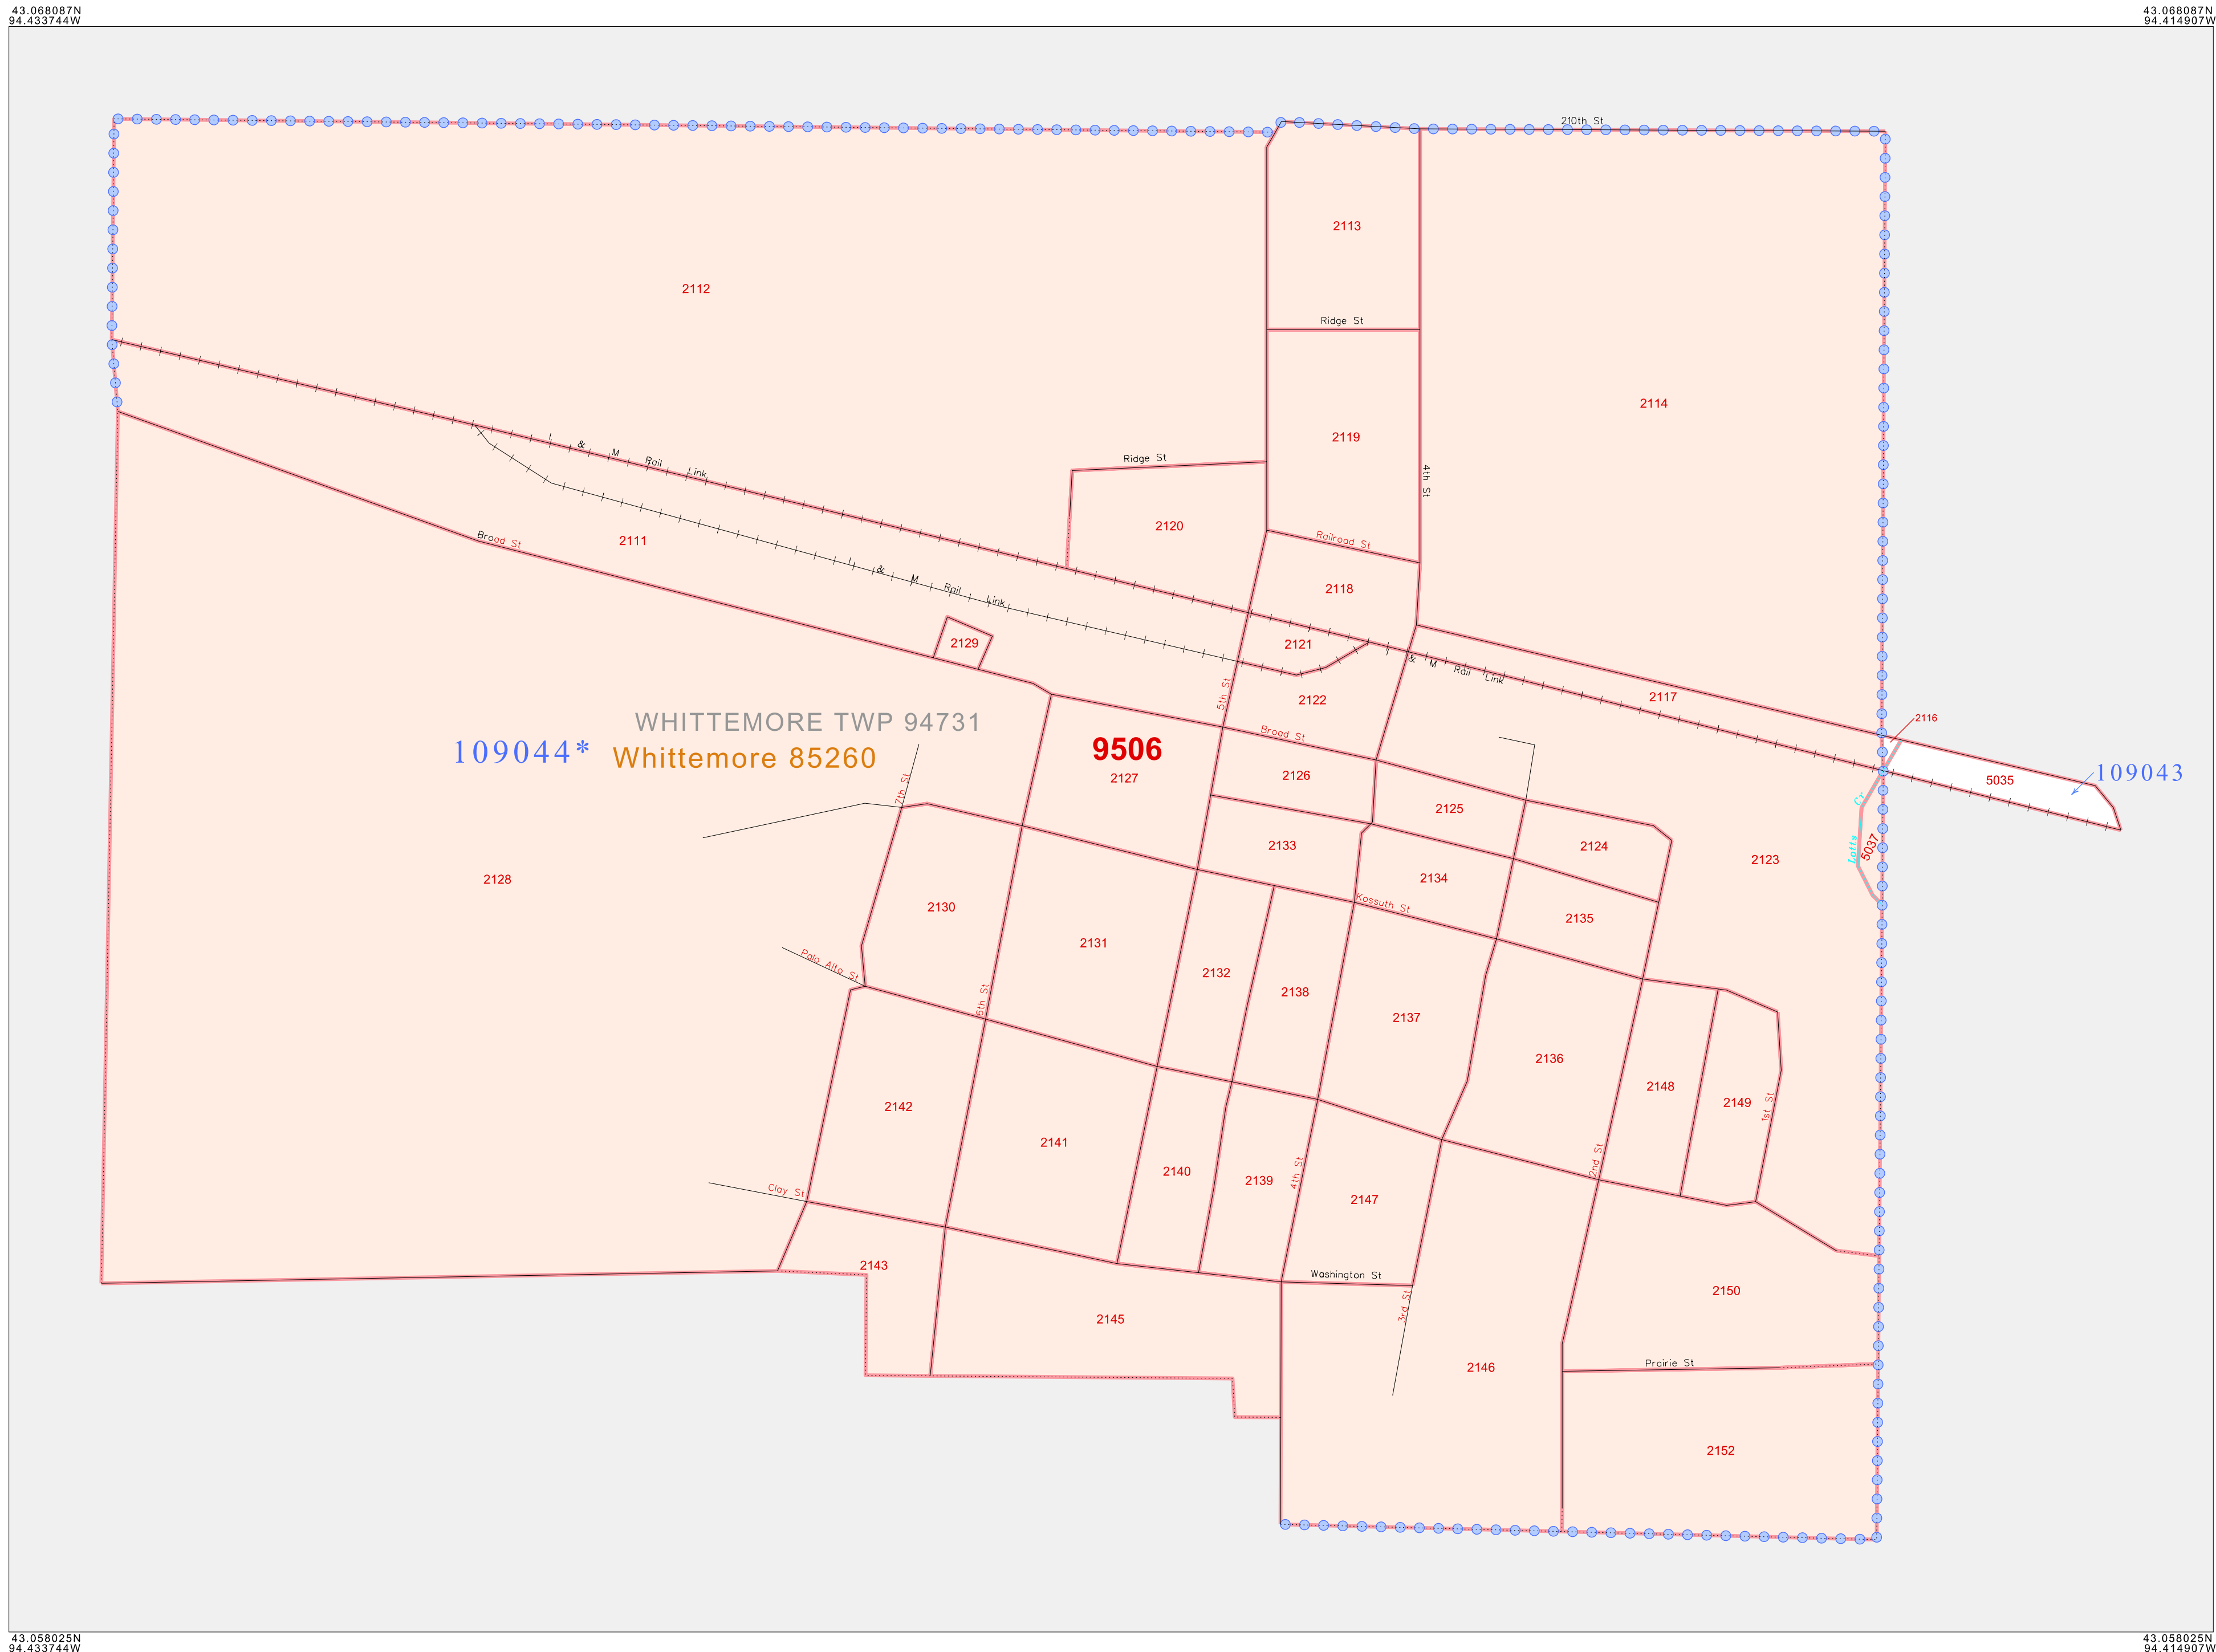 43.068087N
94.433744W
43.068087N
94.414907W
210th St
2113
2112
Ridge St
2114
2119
Ridge St
4th St
I & M Rail Link
2120
Broad St
2111
Railroad St
I & M Rail Link
2118
2129
2121
I & M Rail Link
5th St
2122
2117
2116
WHITTEMORE TWP 94731
109044*
Whittemore 85260
Broad St
9506
2127
2126
5035
109043
7th St
2125
Lotts Cr
5037
2133
2124
2123
2128
2134
2130
Kossuth St
2135
2131
Palo Alto St
2132
2138
6th St
2137
2136
2148
2149
1st St
2142
2141
2140
2139
4th St
2nd St
Clay St
2147
2143
Washington St
3rd St
2150
2145
2146
Prairie St
2152
43.058025N
94.433744W
43.058025N
94.414907W